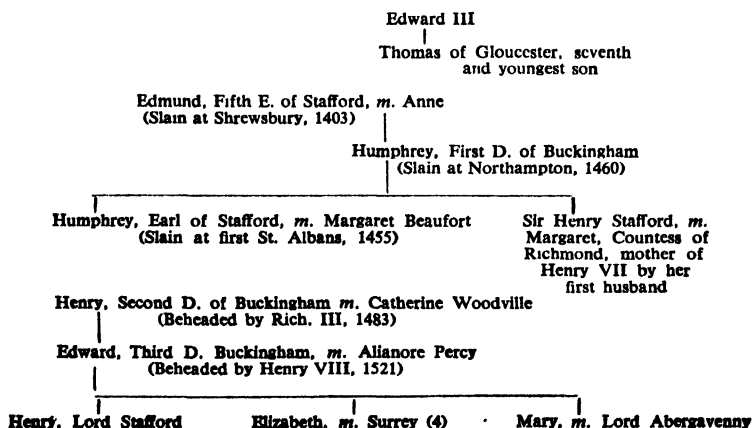 Edward III
Thomas of Gloucester, seventh
and youngest son
Edmund, Fifth E. of Stafford, m. Anne
(Slain at Shrewsbury, 1403)
Humphrey, First D. of Buckingham
(Slain at Northampton, 1460)
Humphrey, Earl of Stafford, m. Margaret Beaufort
(Slain at first St. Albans, 1455)
Sir Henry Stafford, m.
Margaret, Countess of
Richmond, mother of
Henry VII by her
first husband
Henry, Second D. of Buckingham m. Catherine Woodville
(Beheaded by Rich. III, 1483)
Edward, Third D. Buckingham, m. Alianore Percy
(Beheaded by Henry VIII, 1521)
Henry, Lord Stafford Elizabeth, m. Surrey (4) Mary, m. Lord Abergavenny